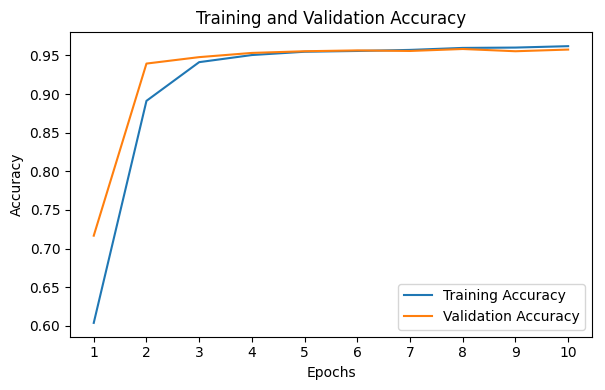 Training and Validation Accuracy
Accuracy
0.95
0.90
0.85
0.80
0.75
0.70
0.65
0.60
Training Accuracy
Validation Accuracy
1 2 3 4 5 6 7 8 9 10
Epochs